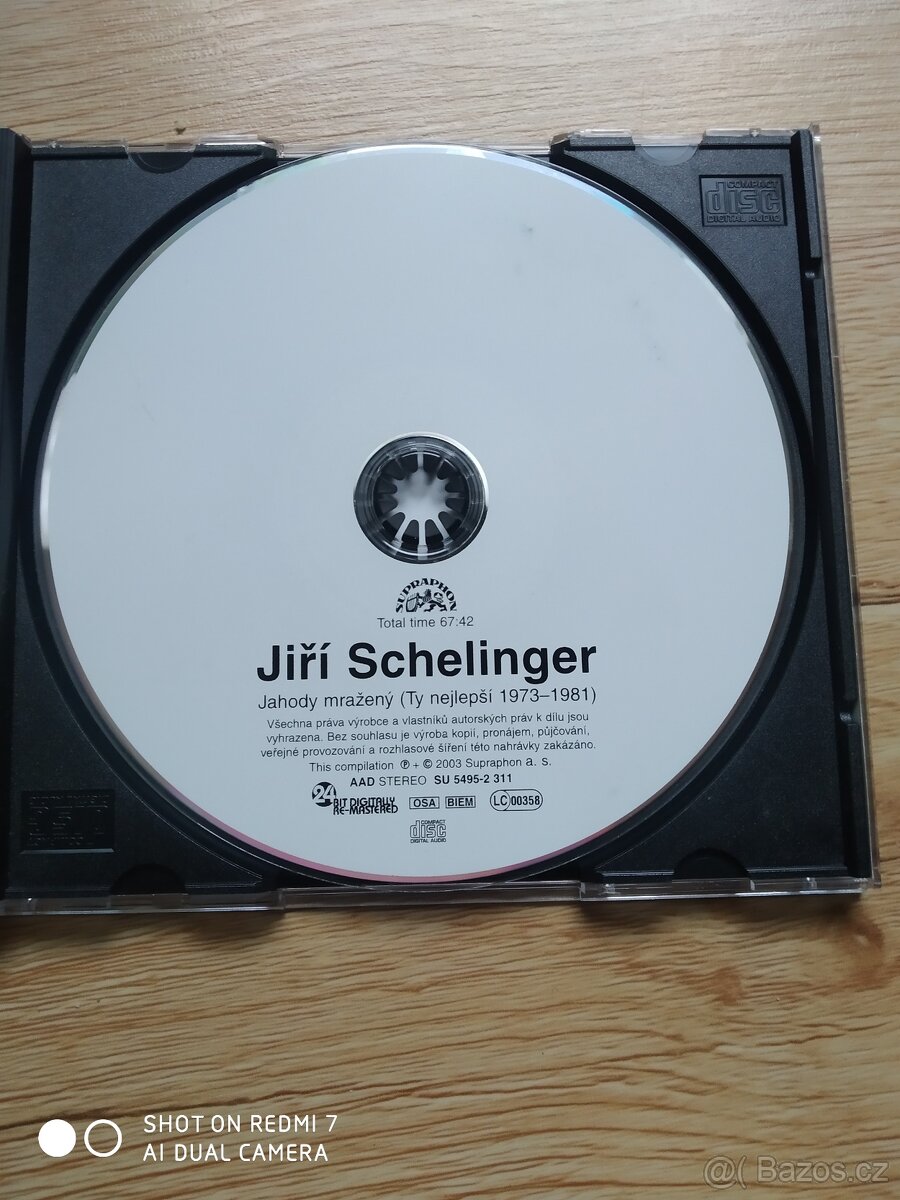 COMPACT
disc
DIGITAL AUDIO
SUPRAPHON
Total time 67:42
Jiří Schelinger
Jahody mražený (Ty nejlepší 1973–1981)
Všechna práva výrobce a vlastníků autorských práv k dílu jsou
vyhrazena. Bez souhlasu je výroba kopií, pronájem, půjčování,
veřejné provozování a rozhlasové šíření této nahrávky zakázáno.
This compilation ℗ + © 2003 Supraphon a. s.
AAD STEREO SU 5495-2 311
24 BIT DIGITALLY
RE-MASTERED
OSA BIEM LC 00358
COMPACT
disc
DIGITAL AUDIO
SHOT ON REDMI 7
AI DUAL CAMERA
@( Bazos.cz